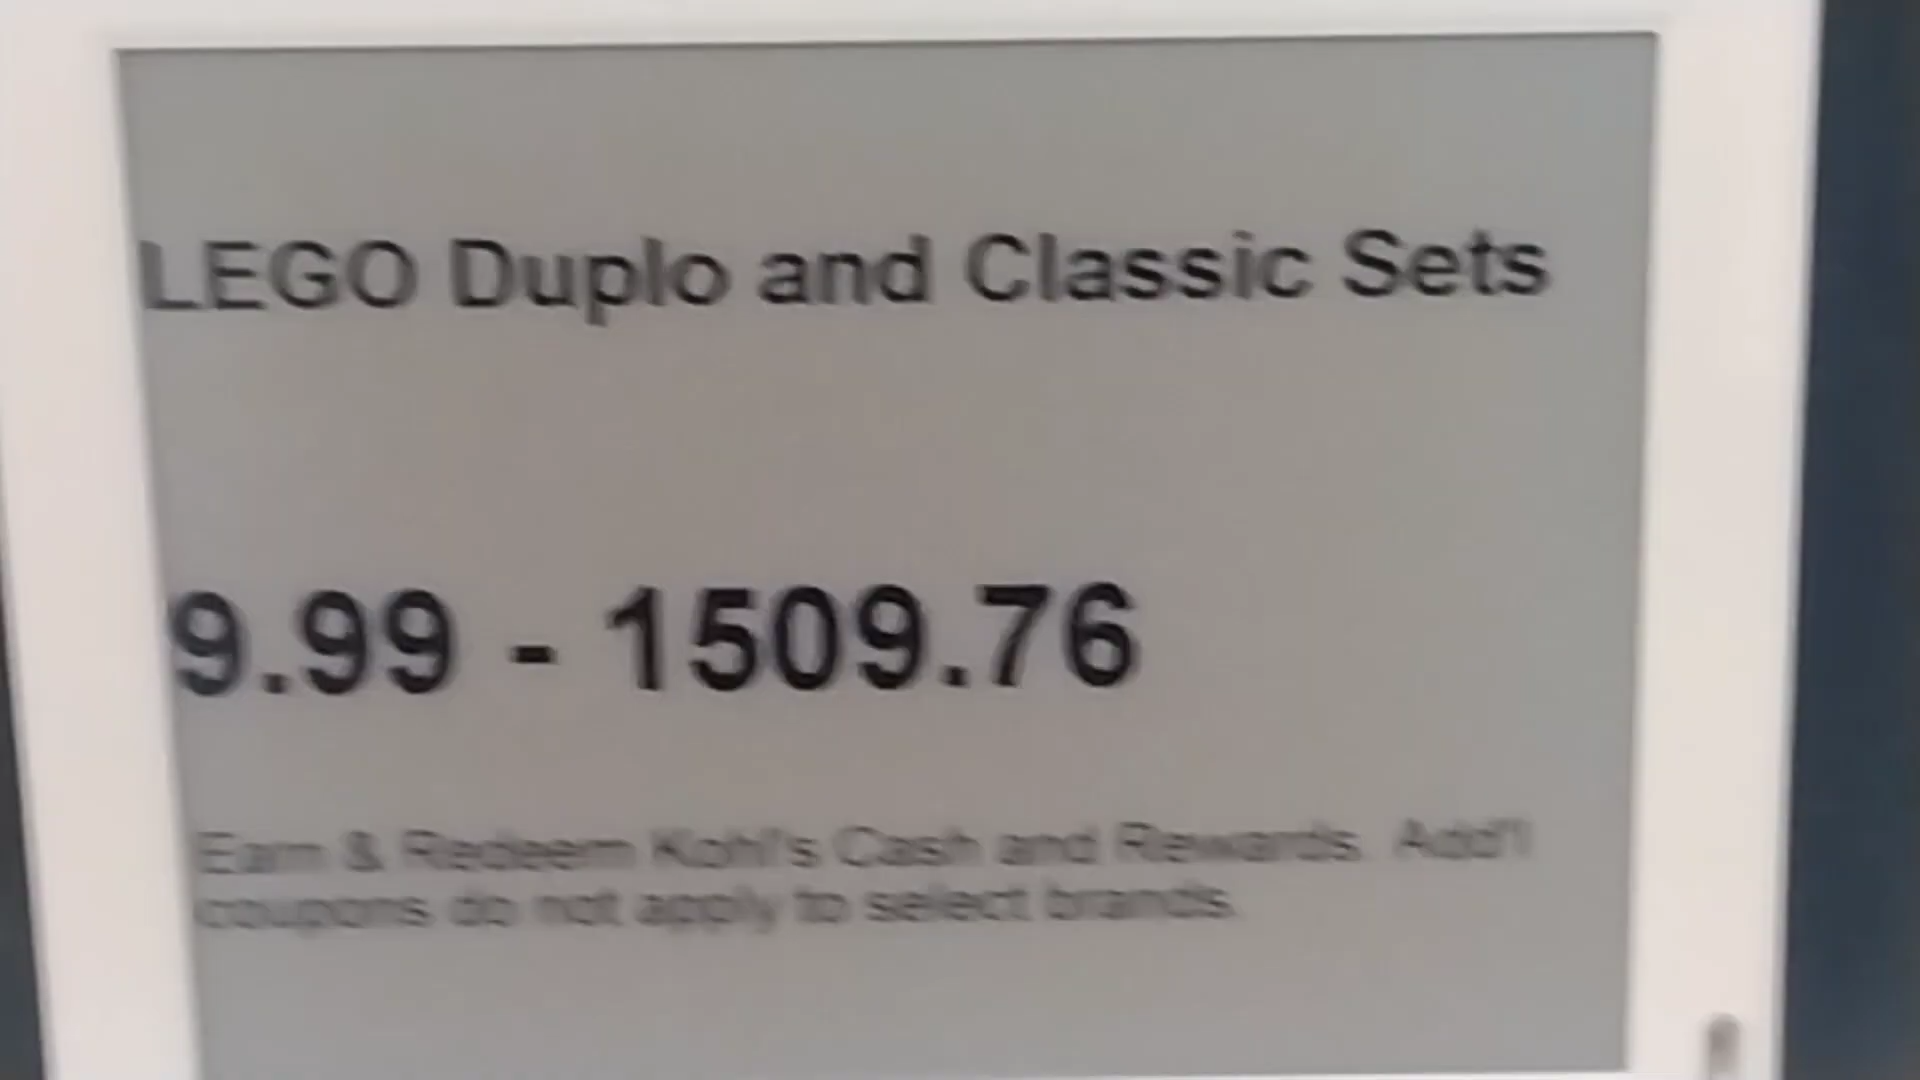 LEGO Duplo and Classic Sets
9.99 - 1509.76
Earn & Redeem Kohl's Cash and Rewards. Add'l
coupons do not apply to select brands.